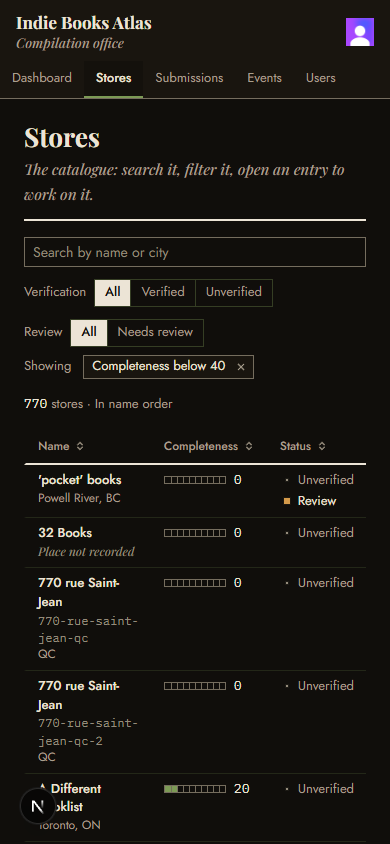 Indie Books Atlas
Compilation office
Dashboard Stores Submissions Events Users
Stores
The catalogue: search it, filter it, open an entry to
work on it.
Search by name or city
Verification All Verified Unverified
Review All Needs review
Showing Completeness below 40 ×
770 stores · In name order
Name Completeness Status
'pocket' books 0 · Unverified
Powell River, BC Review
32 Books 0 · Unverified
Place not recorded
770 rue Saint- 0 · Unverified
Jean
770-rue-saint-
jean-qc
QC
770 rue Saint- 0 · Unverified
Jean
770-rue-saint-
jean-qc-2
QC
A Different 20 · Unverified
N
Toronto, ON